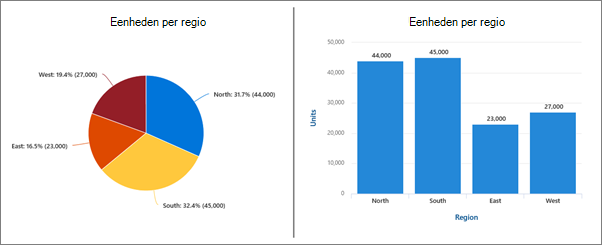 Eenheden per regio
West: 19.4% (27,000)
North: 31.7% (44,000)
East: 16.5% (23,000)
South: 32.4% (45,000)
Eenheden per regio
50,000
40,000
30,000
20,000
10,000
0
Units
44,000
45,000
23,000
27,000
North South East West
Region